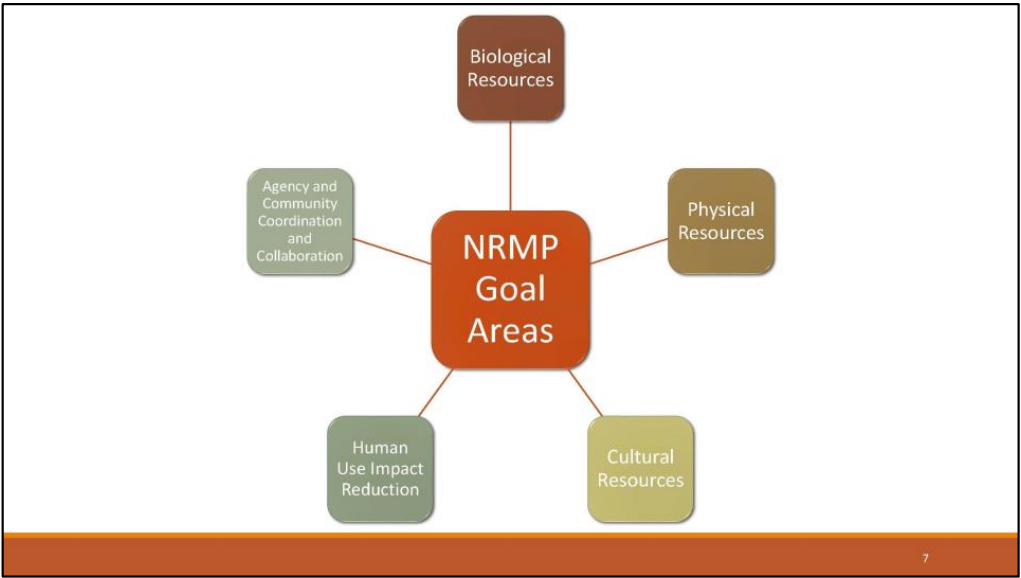 Biological
Resources
Agency and
Community
Coordination
and
Collaboration
Physical
Resources
NRMP
Goal
Areas
Human
Use Impact
Reduction
Cultural
Resources
7